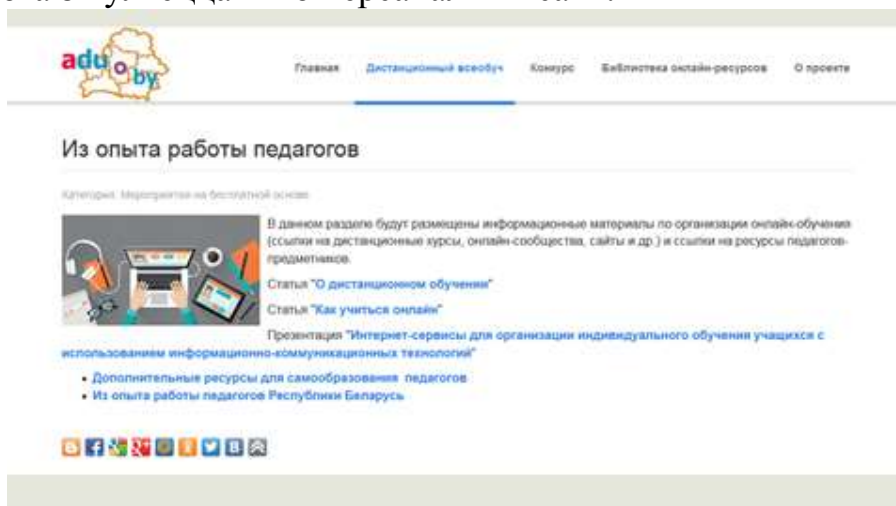 adu
by
Главная Дистанционный всеобуч Конкурс Библиотека онлайн-ресурсов О проекте
Из опыта работы педагогов
Категория: Мероприятия на бесплатной основе
В данном разделе будут размещены информационные материалы по организации онлайн-обучения
(ссылки на дистанционные курсы, онлайн-сообщества, сайты и др.) и ссылки на ресурсы педагогов-
предметников.
Статья "О дистанционном обучении"
Статья "Как учиться онлайн"
Презентация "Интернет-сервисы для организации индивидуального обучения учащихся с
использованием информационно-коммуникационных технологий"
Дополнительные ресурсы для самообразования педагогов
Из опыта работы педагогов Республики Беларусь